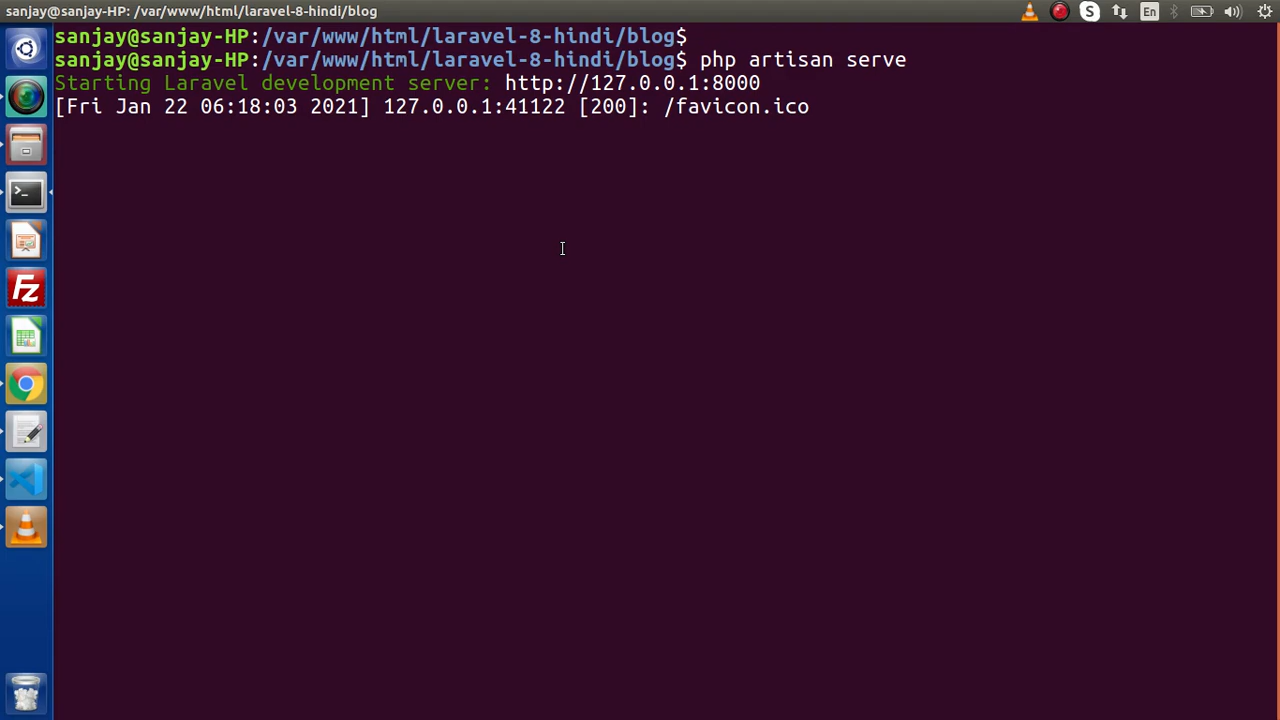 sanjay@sanjay-HP: /var/www/html/laravel-8-hindi/blog
S
En
sanjay@sanjay-HP:/var/www/html/laravel-8-hindi/blog$
sanjay@sanjay-HP:/var/www/html/laravel-8-hindi/blog$ php artisan serve
Starting Laravel development server: http://127.0.0.1:8000
[Fri Jan 22 06:18:03 2021] 127.0.0.1:41122 [200]: /favicon.ico
>_
Fz